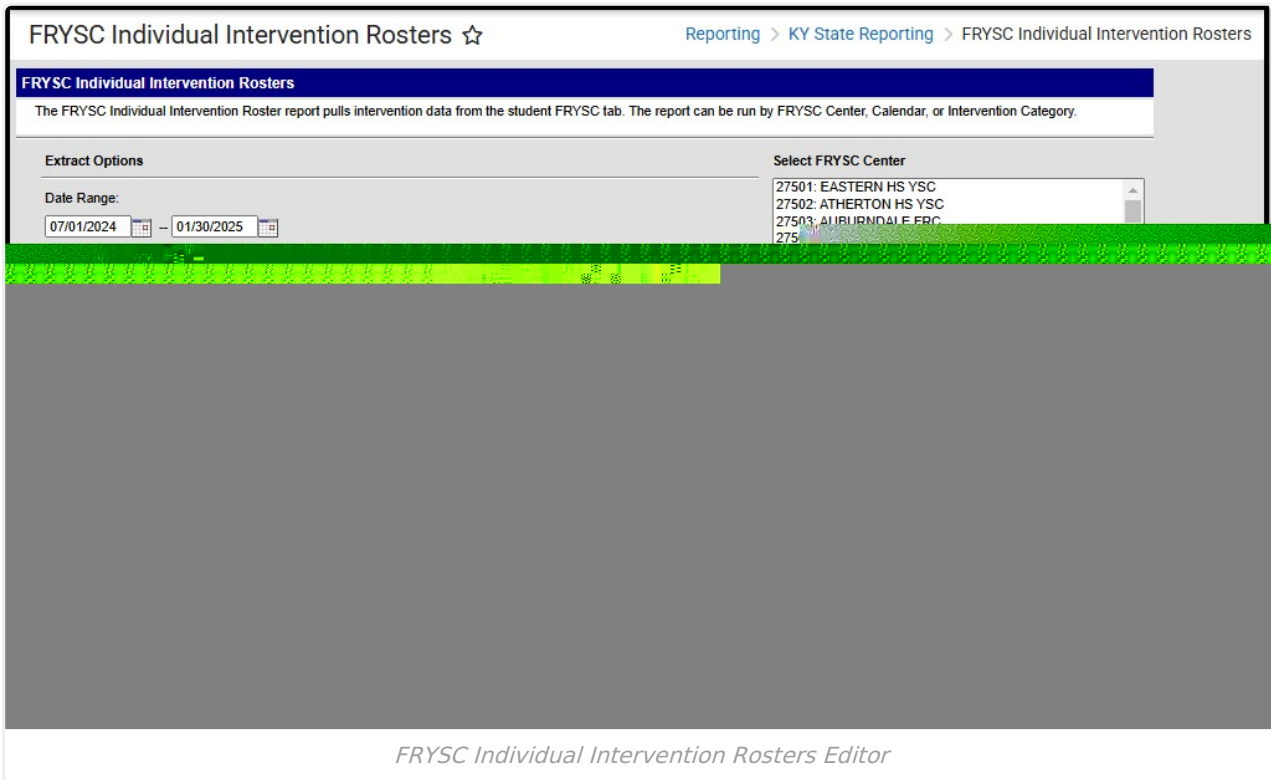 FRYSC Individual Intervention Rosters ☆
Reporting > KY State Reporting > FRYSC Individual Intervention Rosters
FRYSC Individual Intervention Rosters
The FRYSC Individual Intervention Roster report pulls intervention data from the student FRYSC tab. The report can be run by FRYSC Center, Calendar, or Intervention Category.
Extract Options
Date Range:
07/01/2024 – 01/30/2025
Select FRYSC Center
27501: EASTERN HS YSC
27502: ATHERTON HS YSC
27503: AUBURNDALE FRC
FRYSC Individual Intervention Rosters Editor